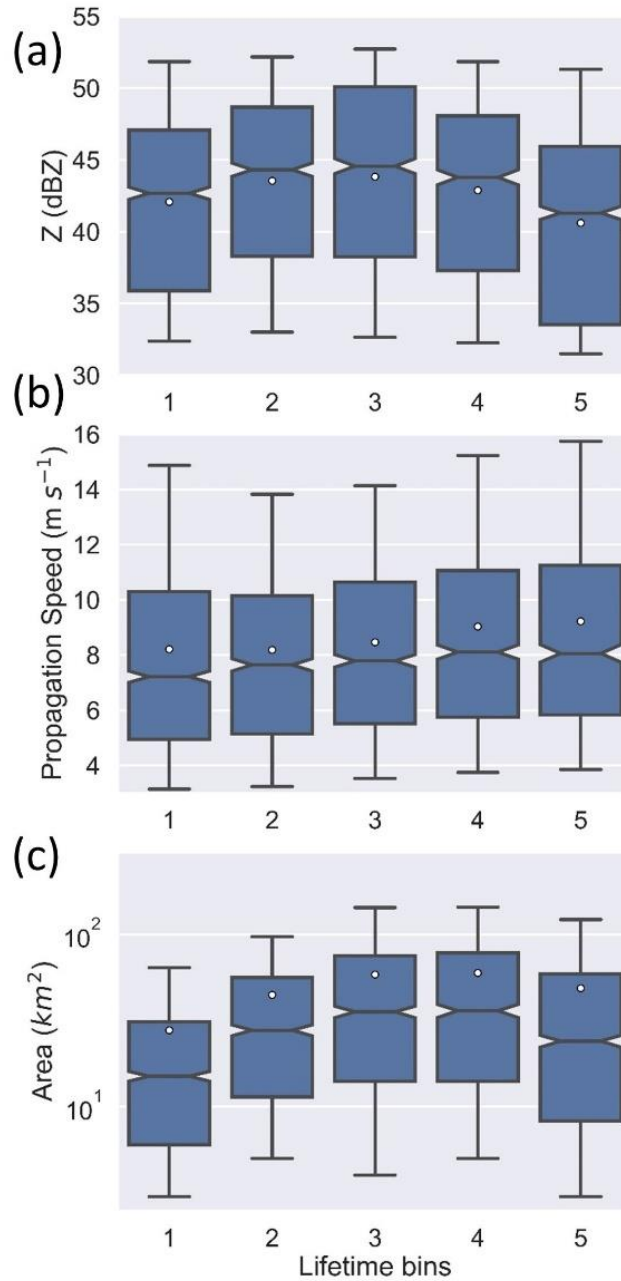 (a)
Z (dBZ)
55
50
45
40
35
30
1 2 3 4 5
(b)
Propagation Speed (m s⁻¹)
16
14
12
10
8
6
4
1 2 3 4 5
(c)
Area (km²)
10²
10¹
1 2 3 4 5
Lifetime bins